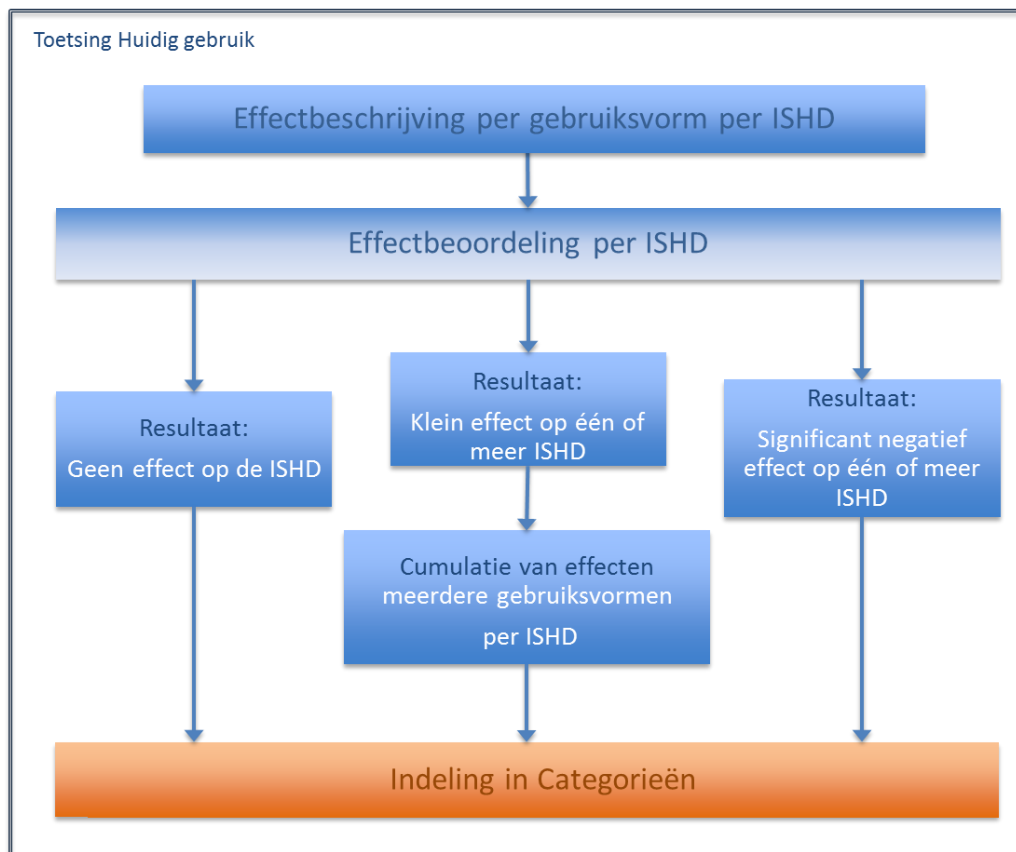 Toetsing Huidig gebruik
Effectbeschrijving per gebruiksvorm per ISHD
Effectbeoordeling per ISHD
Resultaat:
Geen effect op de ISHD
Resultaat:
Klein effect op één of
meer ISHD
Resultaat:
Significant negatief
effect op één of meer
ISHD
Cumulatie van effecten
meerdere gebruiksvormen
per ISHD
Indeling in Categorieën